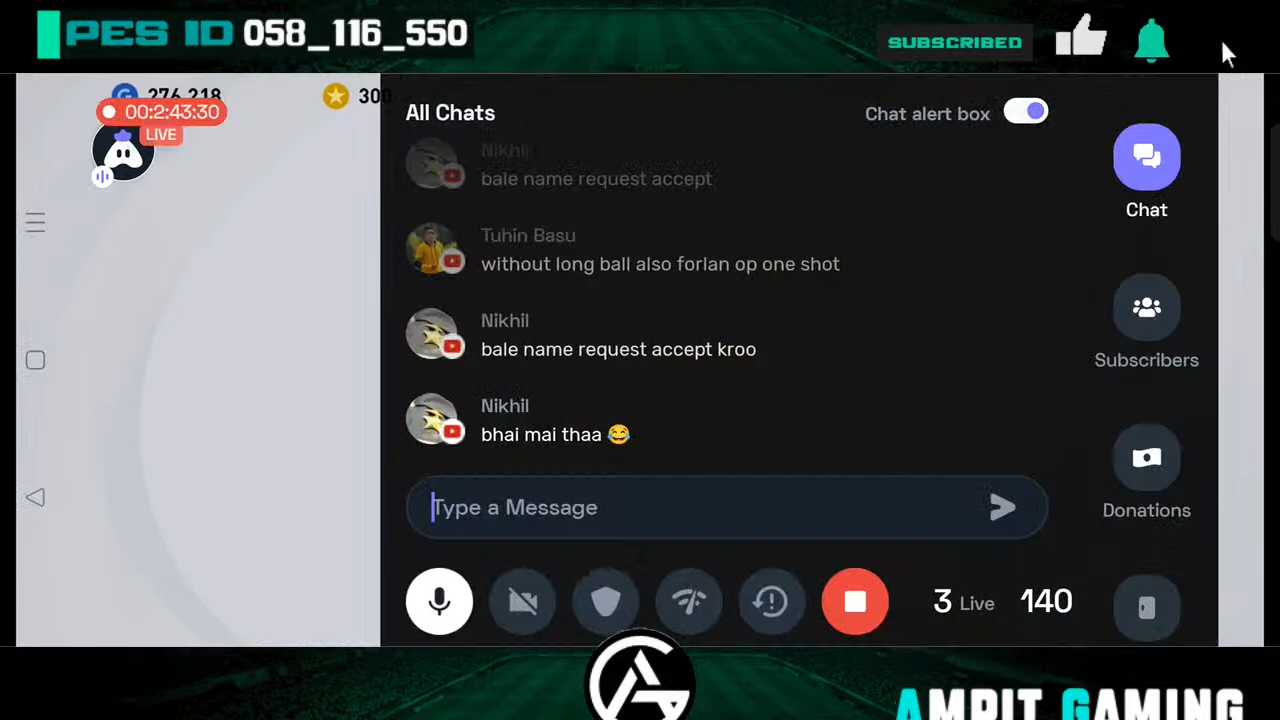 PES ID 058_116_550
SUBSCRIBED
276,218
300
00:2:43:30
LIVE
All Chats
Chat alert box
Nikhil
bale name request accept
Chat
Tuhin Basu
without long ball also forlan op one shot
Nikhil
bale name request accept kroo
Subscribers
Nikhil
bhai mai thaa 😂
Type a Message
Donations
3 Live 140
AMPIT GAMING